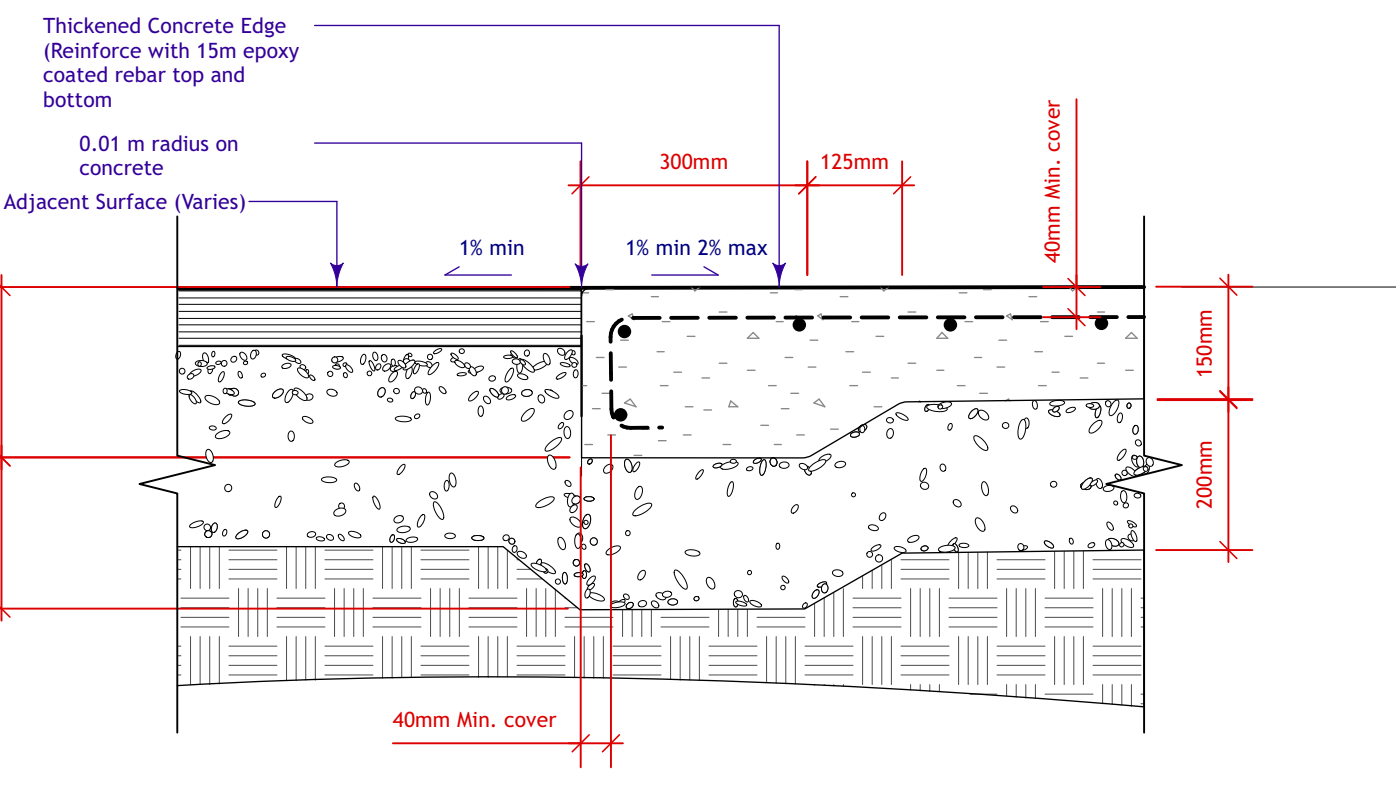 Thickened Concrete Edge
(Reinforce with 15m epoxy
coated rebar top and
bottom
0.01 m radius on
concrete
Adjacent Surface (Varies)
300mm
125mm
40mm Min. cover
1% min
1% min 2% max
150mm
200mm
40mm Min. cover